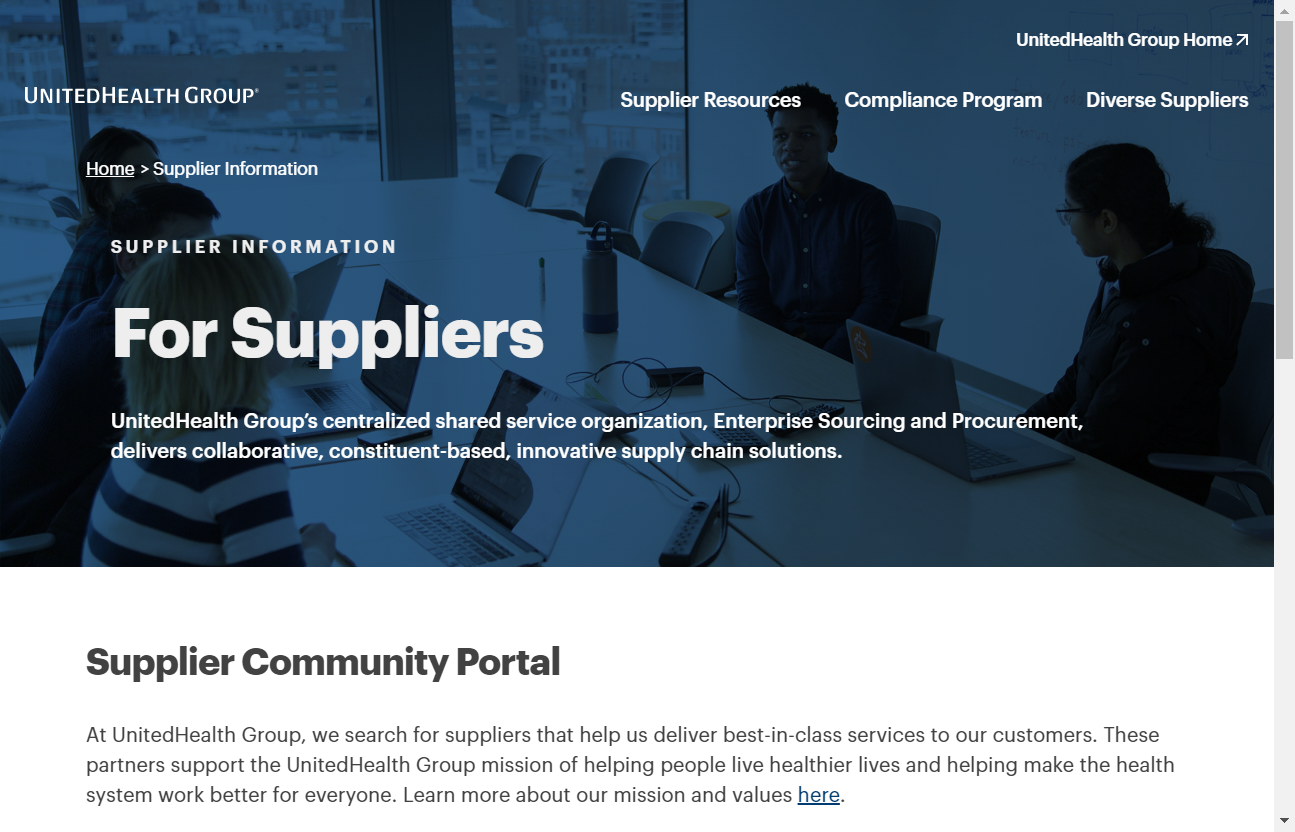 UnitedHealth Group Home
UNITEDHEALTH GROUP®
Supplier Resources Compliance Program Diverse Suppliers
Home > Supplier Information
SUPPLIER INFORMATION
For Suppliers
UnitedHealth Group’s centralized shared service organization, Enterprise Sourcing and Procurement,
delivers collaborative, constituent-based, innovative supply chain solutions.
Supplier Community Portal
At UnitedHealth Group, we search for suppliers that help us deliver best-in-class services to our customers. These
partners support the UnitedHealth Group mission of helping people live healthier lives and helping make the health
system work better for everyone. Learn more about our mission and values here.